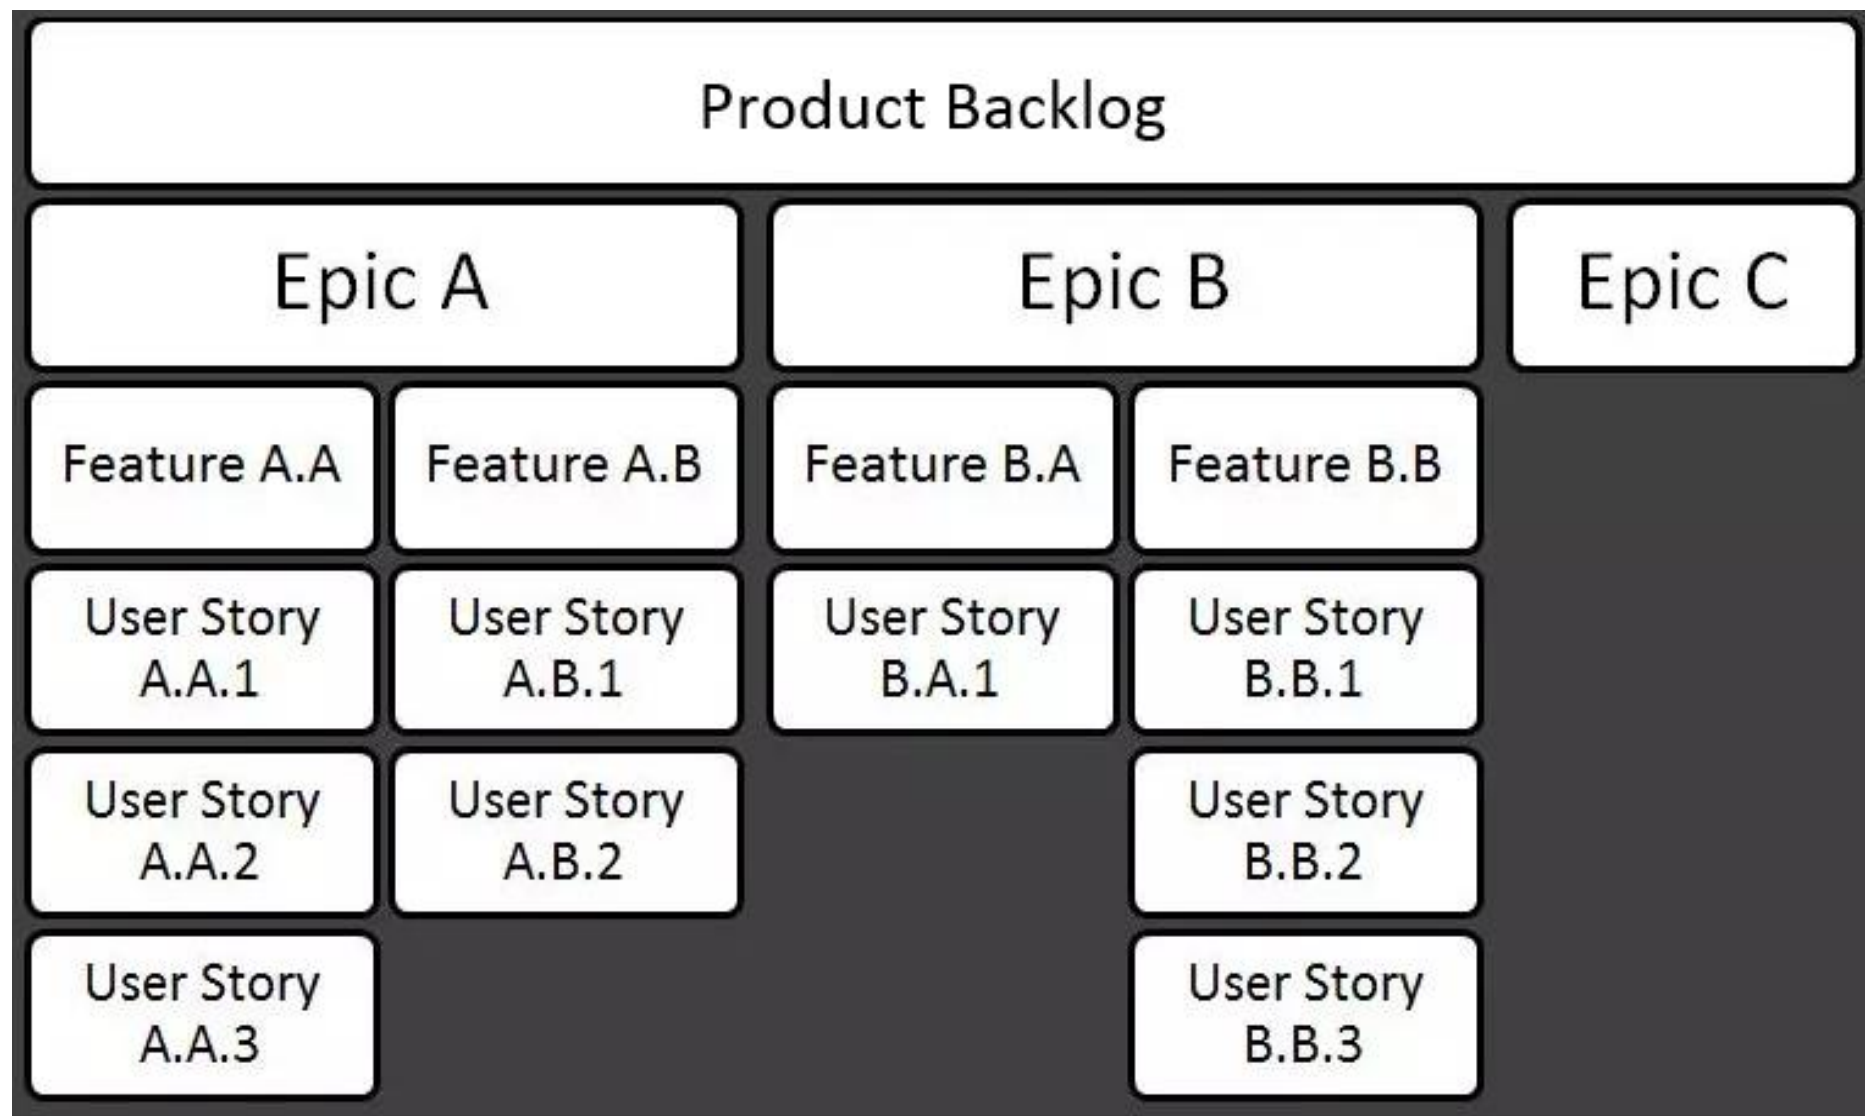 Product Backlog
Epic A
Epic B
Epic C
Feature A.A
Feature A.B
Feature B.A
Feature B.B
User Story
A.A.1
User Story
A.B.1
User Story
B.A.1
User Story
B.B.1
User Story
A.A.2
User Story
A.B.2
User Story
B.B.2
User Story
A.A.3
User Story
B.B.3